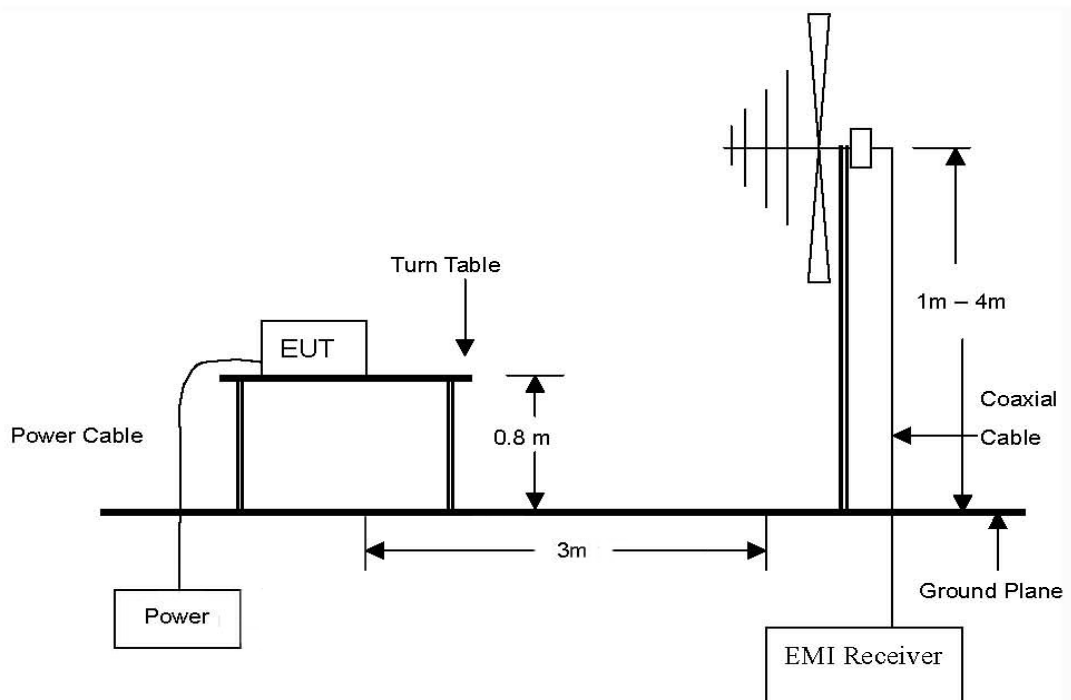 Turn Table
1m – 4m
EUT
Coaxial
Cable
Power Cable
0.8 m
3m
Ground Plane
Power
EMI Receiver